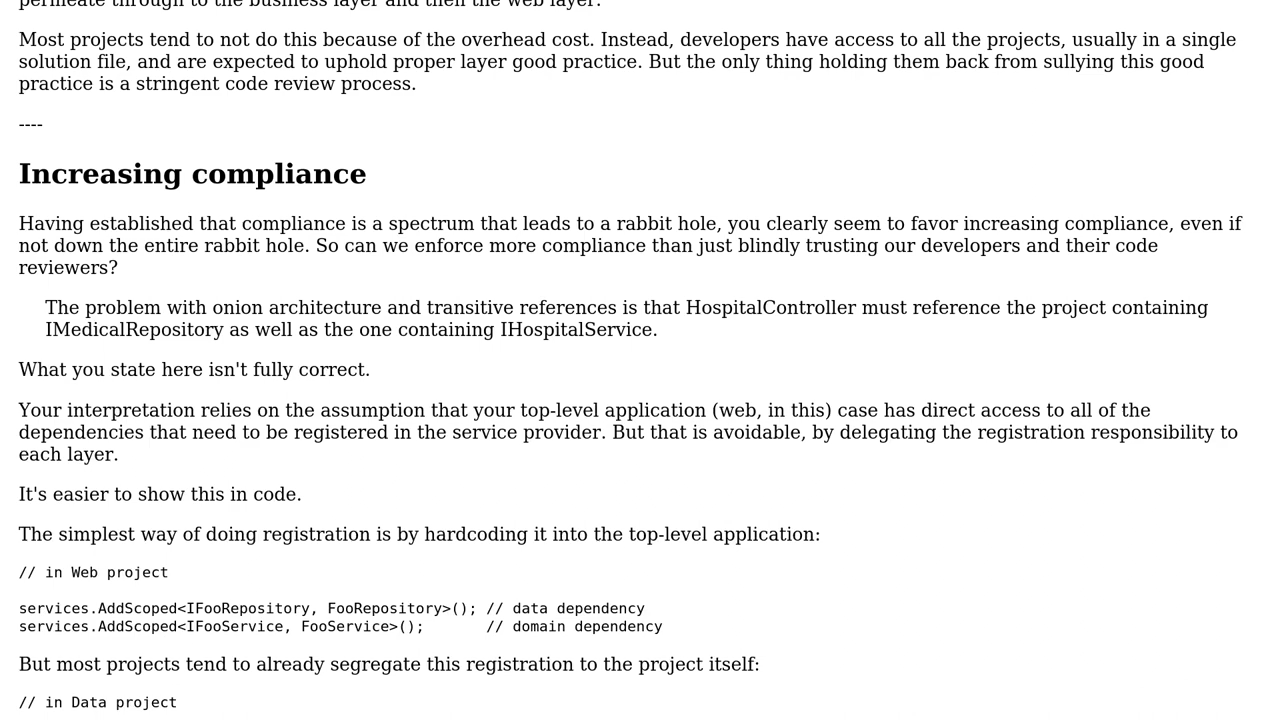 permeate through to the business layer and then the web layer.
Most projects tend to not do this because of the overhead cost. Instead, developers have access to all the projects, usually in a single
solution file, and are expected to uphold proper layer good practice. But the only thing holding them back from sullying this good
practice is a stringent code review process.
----
Increasing compliance
Having established that compliance is a spectrum that leads to a rabbit hole, you clearly seem to favor increasing compliance, even if
not down the entire rabbit hole. So can we enforce more compliance than just blindly trusting our developers and their code
reviewers?
The problem with onion architecture and transitive references is that HospitalController must reference the project containing
IMedicalRepository as well as the one containing IHospitalService.
What you state here isn't fully correct.
Your interpretation relies on the assumption that your top-level application (web, in this) case has direct access to all of the
dependencies that need to be registered in the service provider. But that is avoidable, by delegating the registration responsibility to
each layer.
It's easier to show this in code.
The simplest way of doing registration is by hardcoding it into the top-level application:
// in Web project
services.AddScoped<IFooRepository, FooRepository>(); // data dependency
services.AddScoped<IFooService, FooService>();       // domain dependency
But most projects tend to already segregate this registration to the project itself:
// in Data project